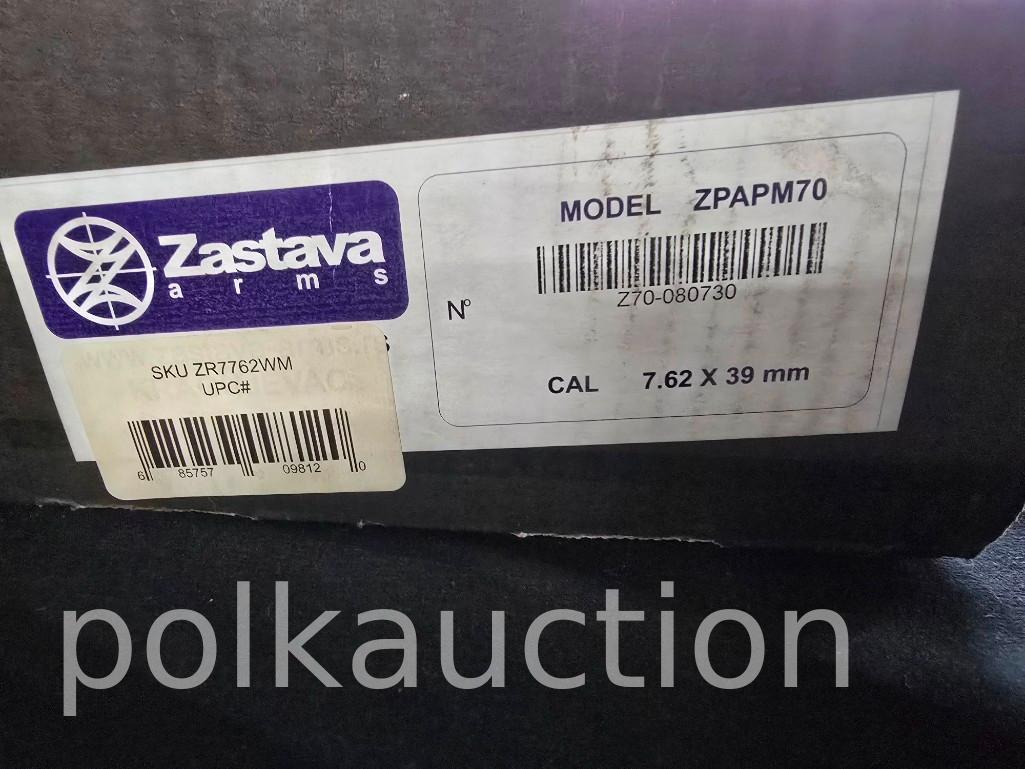 Zastava
arms
MODEL ZPAPM70
Z70-080730
Nº
CAL 7.62 X 39 mm
SKU ZR7762WM
UPC#
6 85757 09812 0
polkauction